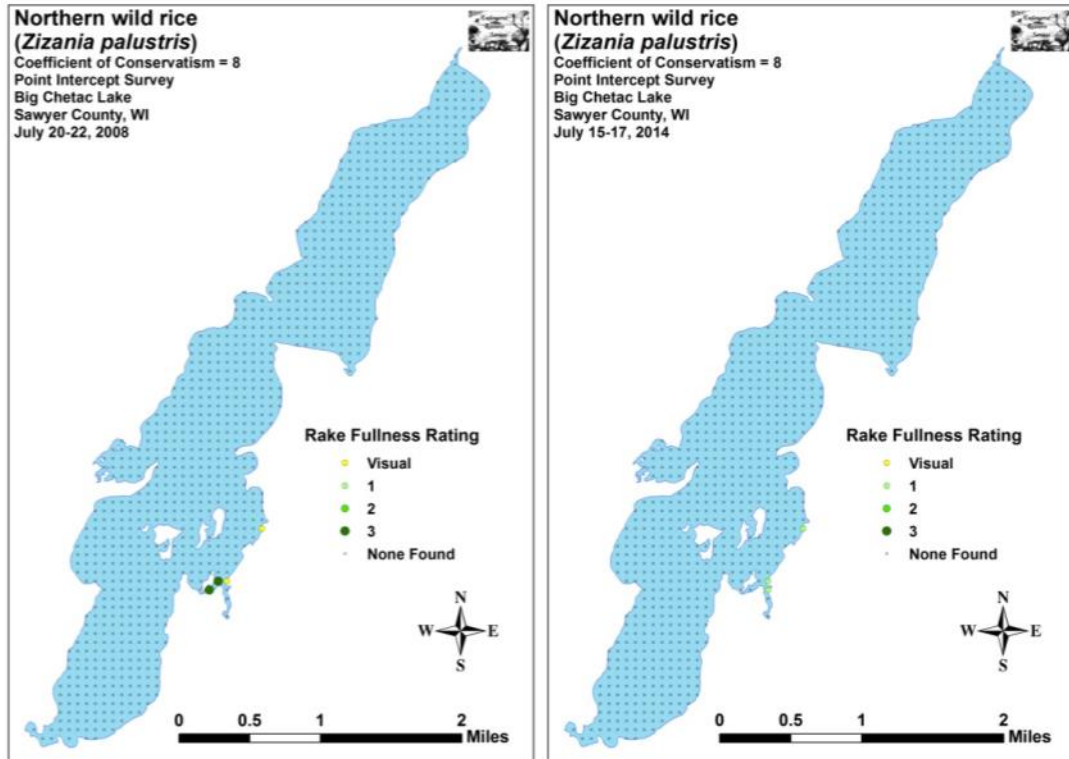 Northern wild rice
(Zizania palustris)
Coefficient of Conservatism = 8
Point Intercept Survey
Big Chetac Lake
Sawyer County, WI
July 20-22, 2008
Rake Fullness Rating
Visual
1
2
3
None Found
N
W E
S
0 0.5 1 2
Miles
Northern wild rice
(Zizania palustris)
Coefficient of Conservatism = 8
Point Intercept Survey
Big Chetac Lake
Sawyer County, WI
July 15-17, 2014
Rake Fullness Rating
Visual
1
2
3
None Found
N
W E
S
0 0.5 1 2
Miles